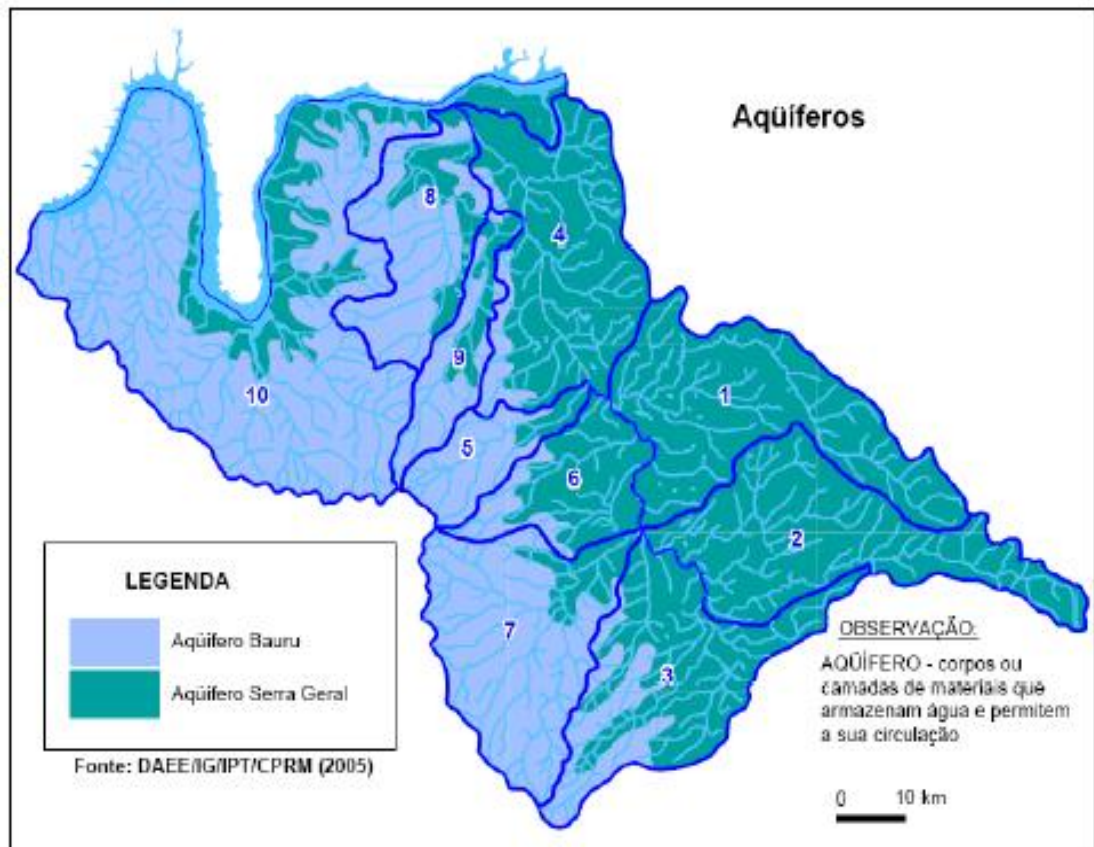 Aqüíferos
8
4
9
10
1
5
6
2
7
3
LEGENDA
Aqüífero Bauru
Aqüífero Serra Geral
Fonte: DAEE/IG/IPT/CPRM (2005)
OBSERVAÇÃO:
AQÜÍFERO - corpos ou
camadas de materiais que
armazenam água e permitem
a sua circulação
0 10 km